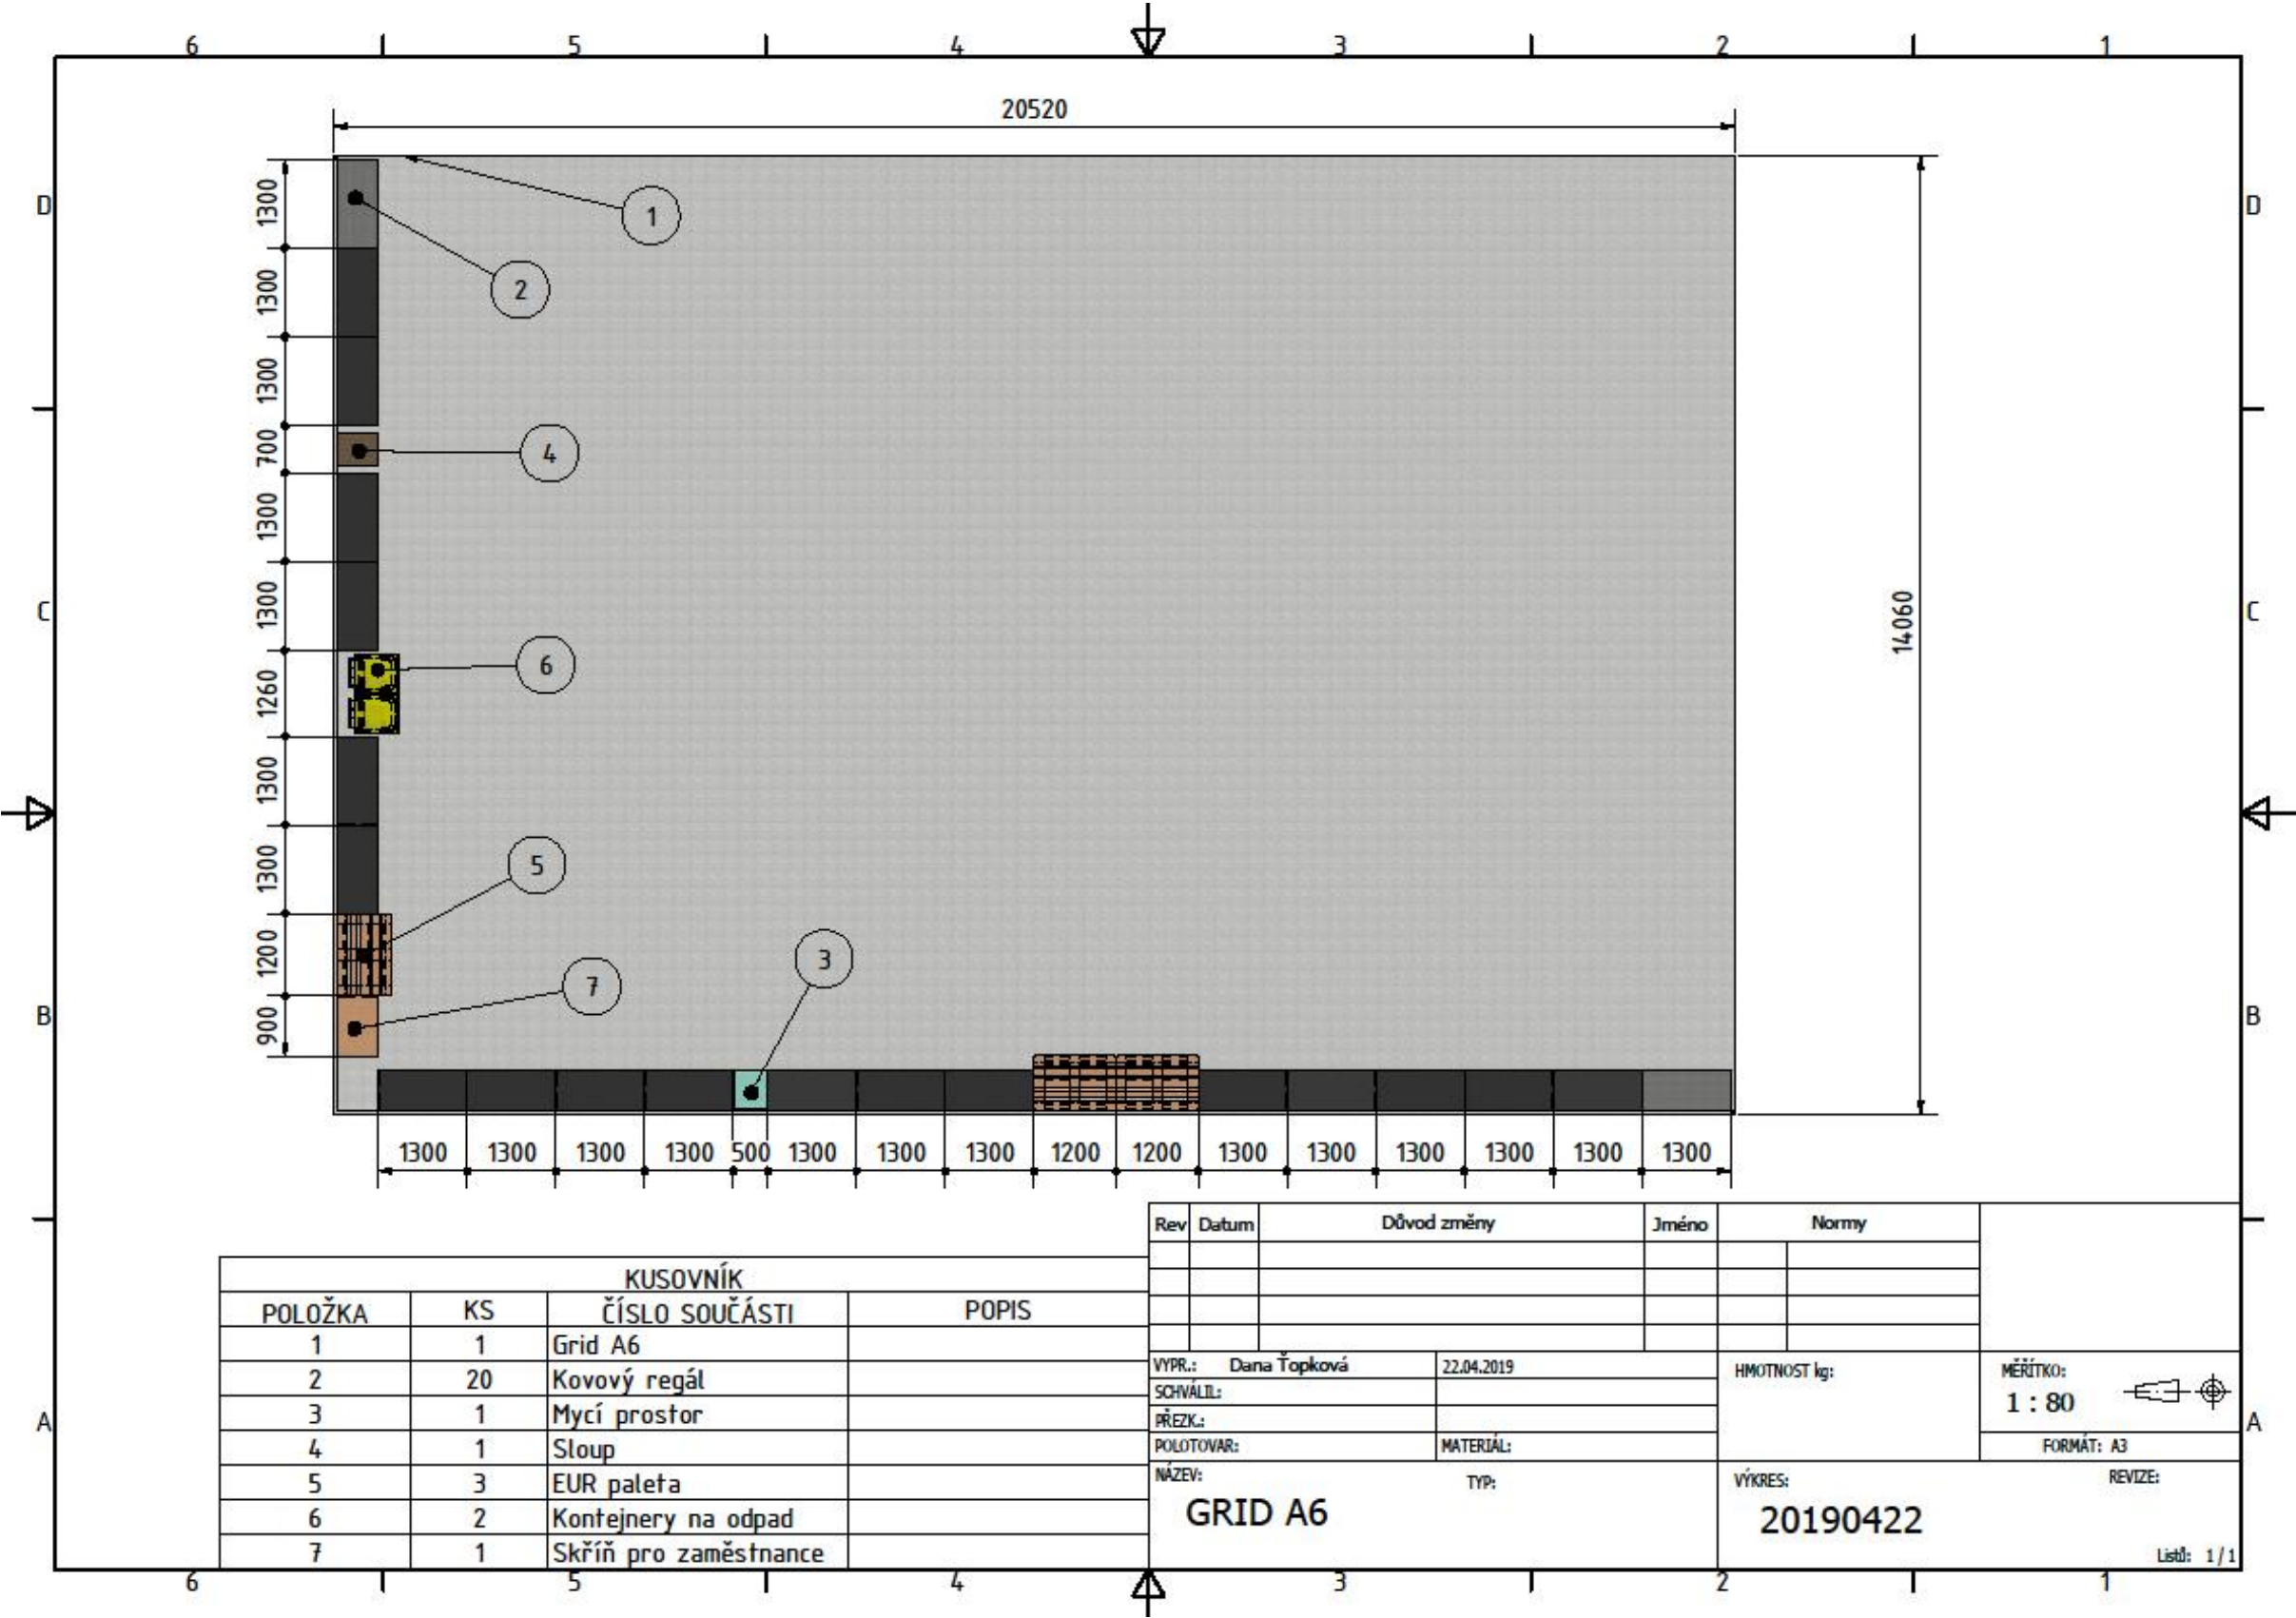 6 5 4 3 2 1
20520
D D
1300
1
1300
2
1300
700
4
1300
C C
1300
14060
6
1260
1300
1300
5
1200
3
7
B B
900
1300 1300 1300 1300 500 1300 1300 1300 1200 1200 1300 1300 1300 1300 1300 1300
Rev Datum Důvod změny Jméno Normy
KUSOVNÍK
POLOŽKA KS ČÍSLO SOUČÁSTI POPIS
1 1 Grid A6
2 20 Kovový regál
3 1 Mycí prostor
4 1 Sloup
5 3 EUR paleta
6 2 Kontejnery na odpad
7 1 Skříň pro zaměstnance
VYPR.: Dana Ťopková 22.04.2019
HMOTNOST kg:
MĚŘÍTKO:
1 : 80
SCHVÁLIL:
PŘEZK.:
A A
POLOTOVAR: MATERIÁL:
FORMÁT: A3
NÁZEV:
GRID A6
TYP:
VÝKRES:
20190422
REVIZE:
Listů: 1 / 1
6 5 4 3 2 1